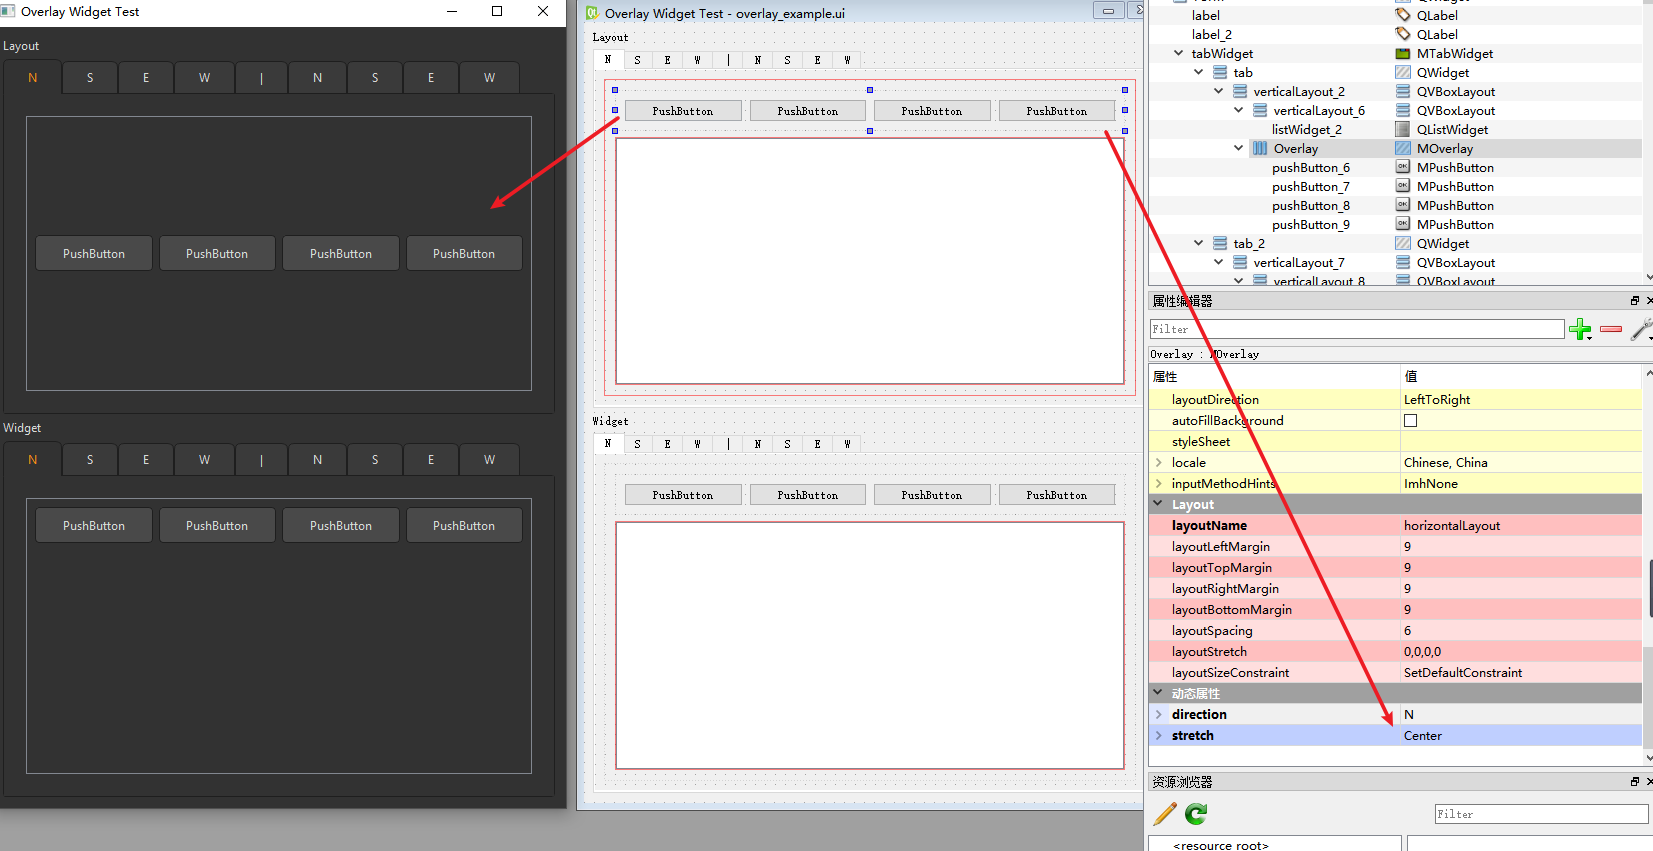 Overlay Widget Test
Layout
N S E W | N S E W
PushButton PushButton PushButton PushButton
Widget
N S E W | N S E W
PushButton PushButton PushButton PushButton
Overlay Widget Test - overlay_example.ui
Layout
N S E W | N S E W
PushButton PushButton PushButton PushButton
Widget
N S E W | N S E W
PushButton PushButton PushButton PushButton
label QLabel
label_2 QLabel
tabWidget MTabWidget
tab QWidget
verticalLayout_2 QVBoxLayout
verticalLayout_6 QVBoxLayout
listWidget_2 QListWidget
Overlay MOverlay
pushButton_6 MPushButton
pushButton_7 MPushButton
pushButton_8 MPushButton
pushButton_9 MPushButton
tab_2 QWidget
verticalLayout_7 QVBoxLayout
verticalLayout_8 QVBoxLayout
属性编辑器
Filter
Overlay : MOverlay
属性 值
layoutDirection LeftToRight
autoFillBackground
styleSheet
locale Chinese, China
inputMethodHints ImhNone
Layout
layoutName horizontalLayout
layoutLeftMargin 9
layoutTopMargin 9
layoutRightMargin 9
layoutBottomMargin 9
layoutSpacing 6
layoutStretch 0,0,0,0
layoutSizeConstraint SetDefaultConstraint
动态属性
direction N
stretch Center
资源浏览器
Filter
<resource root>